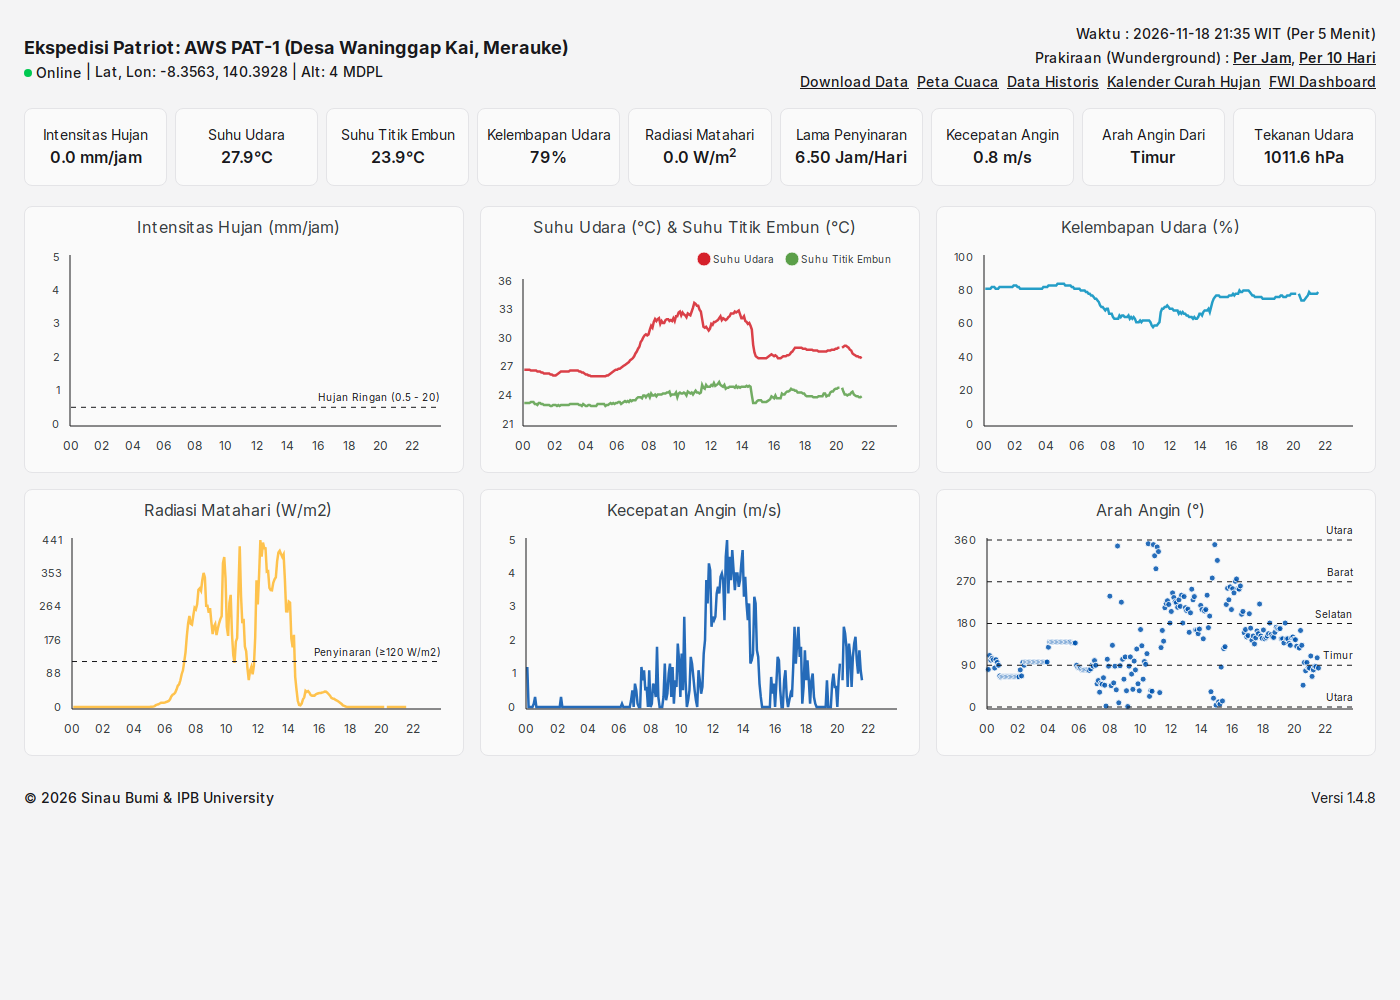 Ekspedisi Patriot: AWS PAT-1 (Desa Waninggap Kai, Merauke)
Online | Lat, Lon: -8.3563, 140.3928 | Alt: 4 MDPL
Waktu : 2026-11-18 21:35 WIT (Per 5 Menit)
Prakiraan (Wunderground) : Per Jam, Per 10 Hari
Download Data Peta Cuaca Data Historis Kalender Curah Hujan FWI Dashboard
Intensitas Hujan
0.0 mm/jam
Suhu Udara
27.9°C
Suhu Titik Embun
23.9°C
Kelembapan Udara
79%
Radiasi Matahari
0.0 W/m²
Lama Penyinaran
6.50 Jam/Hari
Kecepatan Angin
0.8 m/s
Arah Angin Dari
Timur
Tekanan Udara
1011.6 hPa
Intensitas Hujan (mm/jam)
5
4
3
2
1
0
Hujan Ringan (0.5 - 20)
00 02 04 06 08 10 12 14 16 18 20 22
Suhu Udara (°C) & Suhu Titik Embun (°C)
Suhu Udara Suhu Titik Embun
36
33
30
27
24
21
00 02 04 06 08 10 12 14 16 18 20 22
Kelembapan Udara (%)
100
80
60
40
20
0
00 02 04 06 08 10 12 14 16 18 20 22
Radiasi Matahari (W/m2)
441
353
264
176
88
0
Penyinaran (≥120 W/m2)
00 02 04 06 08 10 12 14 16 18 20 22
Kecepatan Angin (m/s)
5
4
3
2
1
0
00 02 04 06 08 10 12 14 16 18 20 22
Arah Angin (°)
360
270
180
90
0
Utara
Barat
Selatan
Timur
Utara
00 02 04 06 08 10 12 14 16 18 20 22
© 2026 Sinau Bumi & IPB University
Versi 1.4.8